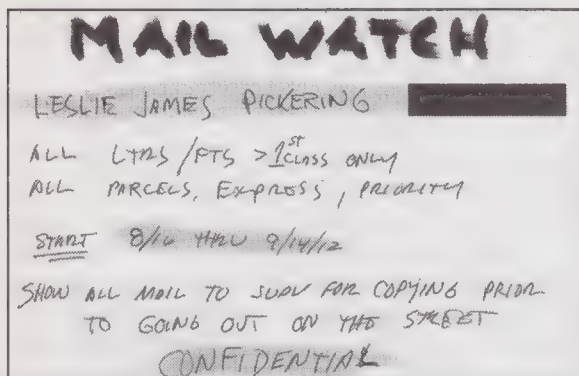 MAIL WATCH
LESLIE JAMES PICKERING
ALL LTRS/FTS > 1ST CLASS ONLY
ALL PARCELS, EXPRESS, PRIORITY
START 8/16 THRU 9/14/12
SHOW ALL MAIL TO SUPV FOR COPYING PRIOR
TO GOING OUT ON THE STREET
CONFIDENTIAL